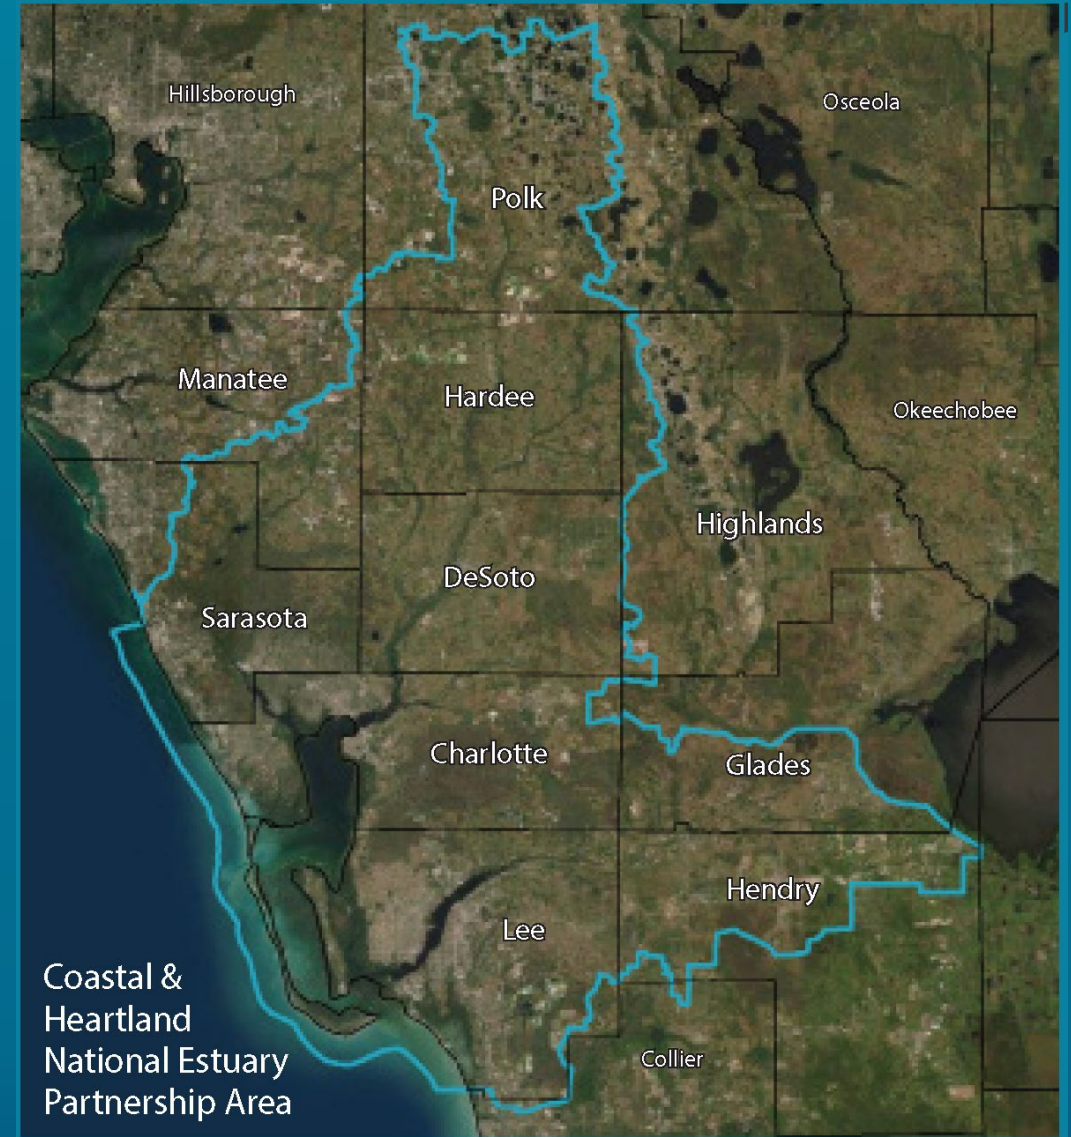 Hillsborough
Osceola
Polk
Manatee
Hardee
Okeechobee
Highlands
DeSoto
Sarasota
Charlotte
Glades
Hendry
Lee
Collier
Coastal &
Heartland
National Estuary
Partnership Area